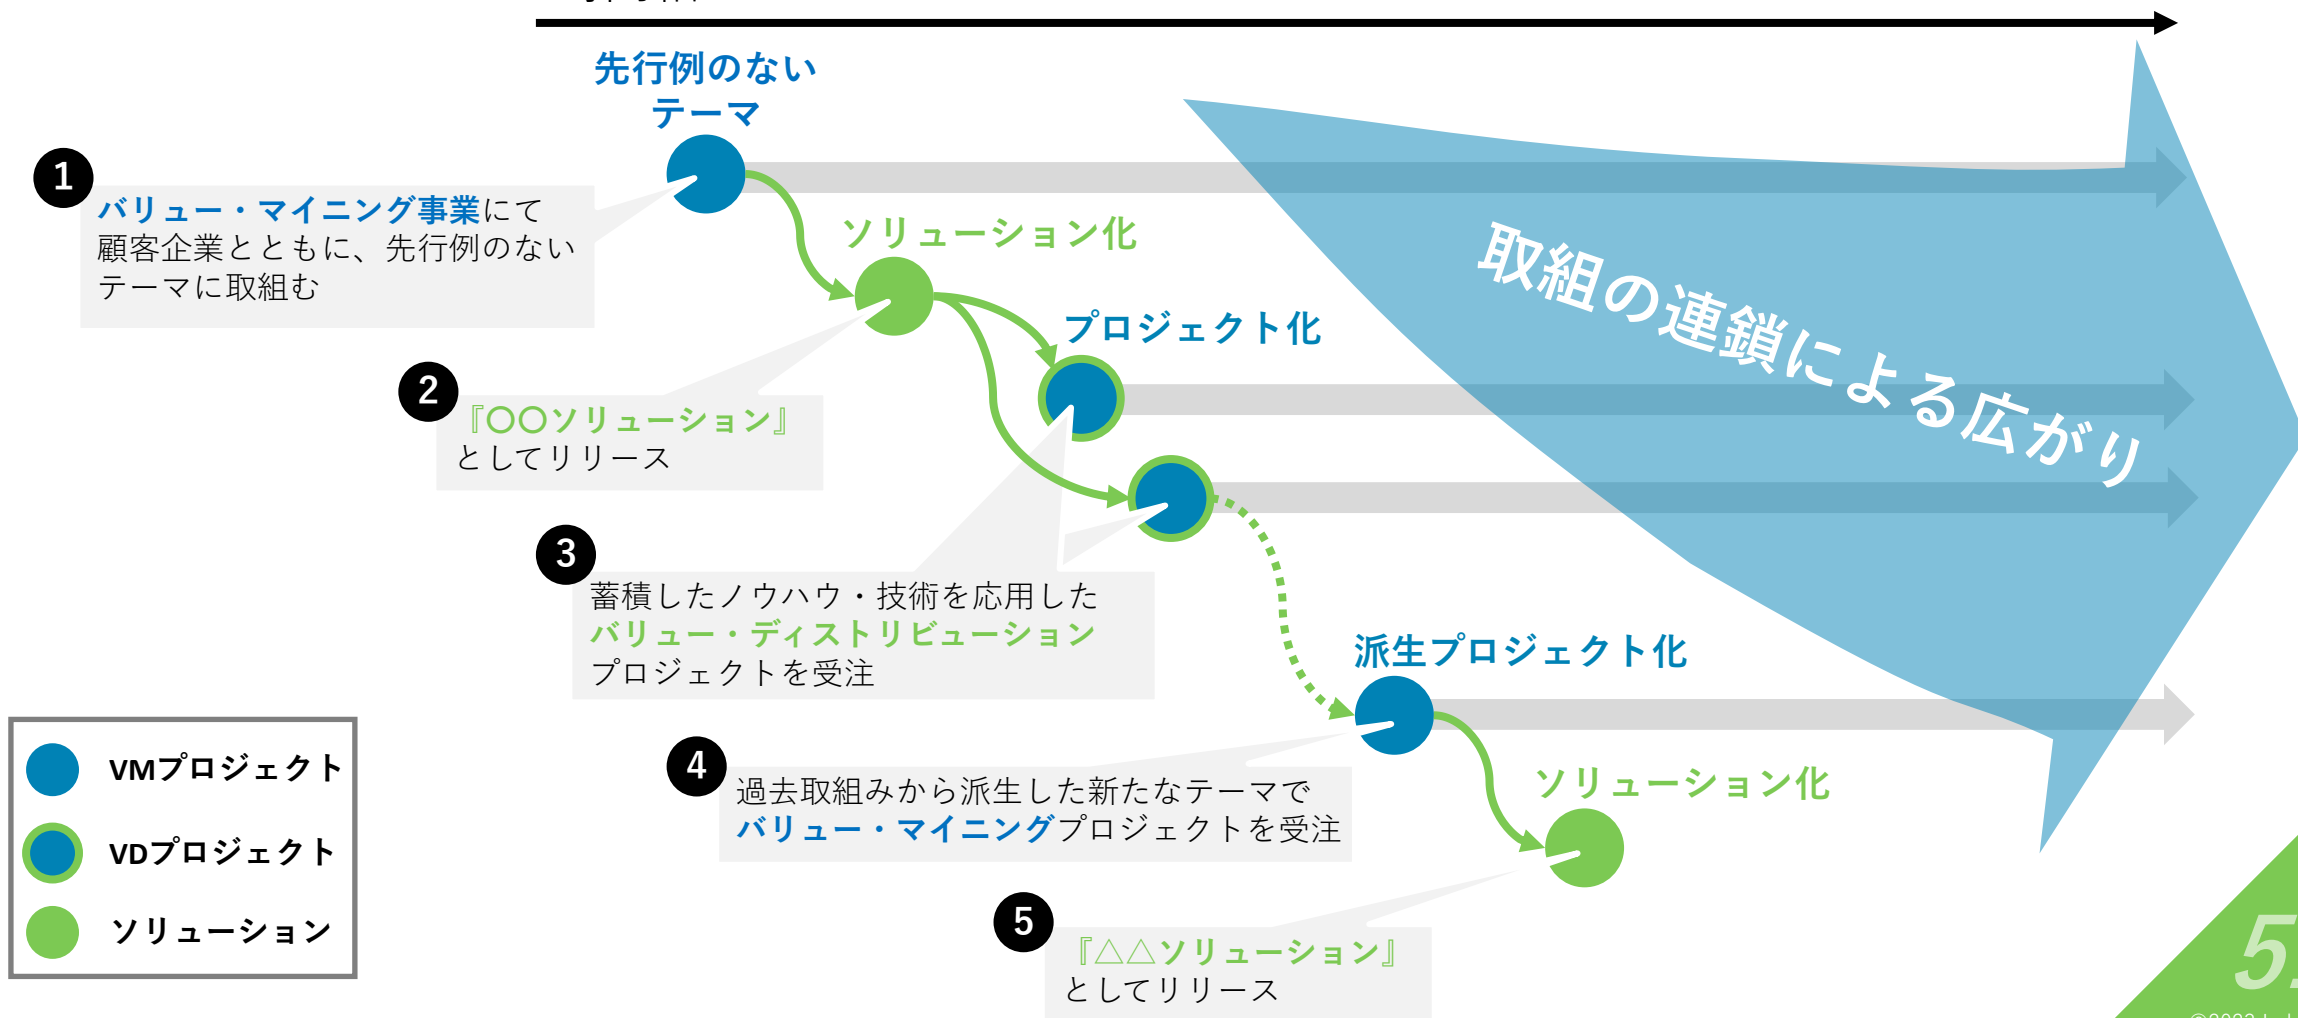 先行例のない
テーマ
1
バリュー・マイニング事業にて
顧客企業とともに、先行例のない
テーマに取組む
ソリューション化
取組の連鎖による広がり
プロジェクト化
2
『〇〇ソリューション』
としてリリース
3
蓄積したノウハウ・技術を応用した
バリュー・ディストリビューション
プロジェクトを受注
派生プロジェクト化
4
過去取組みから派生した新たなテーマで
バリュー・マイニングプロジェクトを受注
ソリューション化
5
『△△ソリューション』
としてリリース
VMプロジェクト
VDプロジェクト
ソリューション